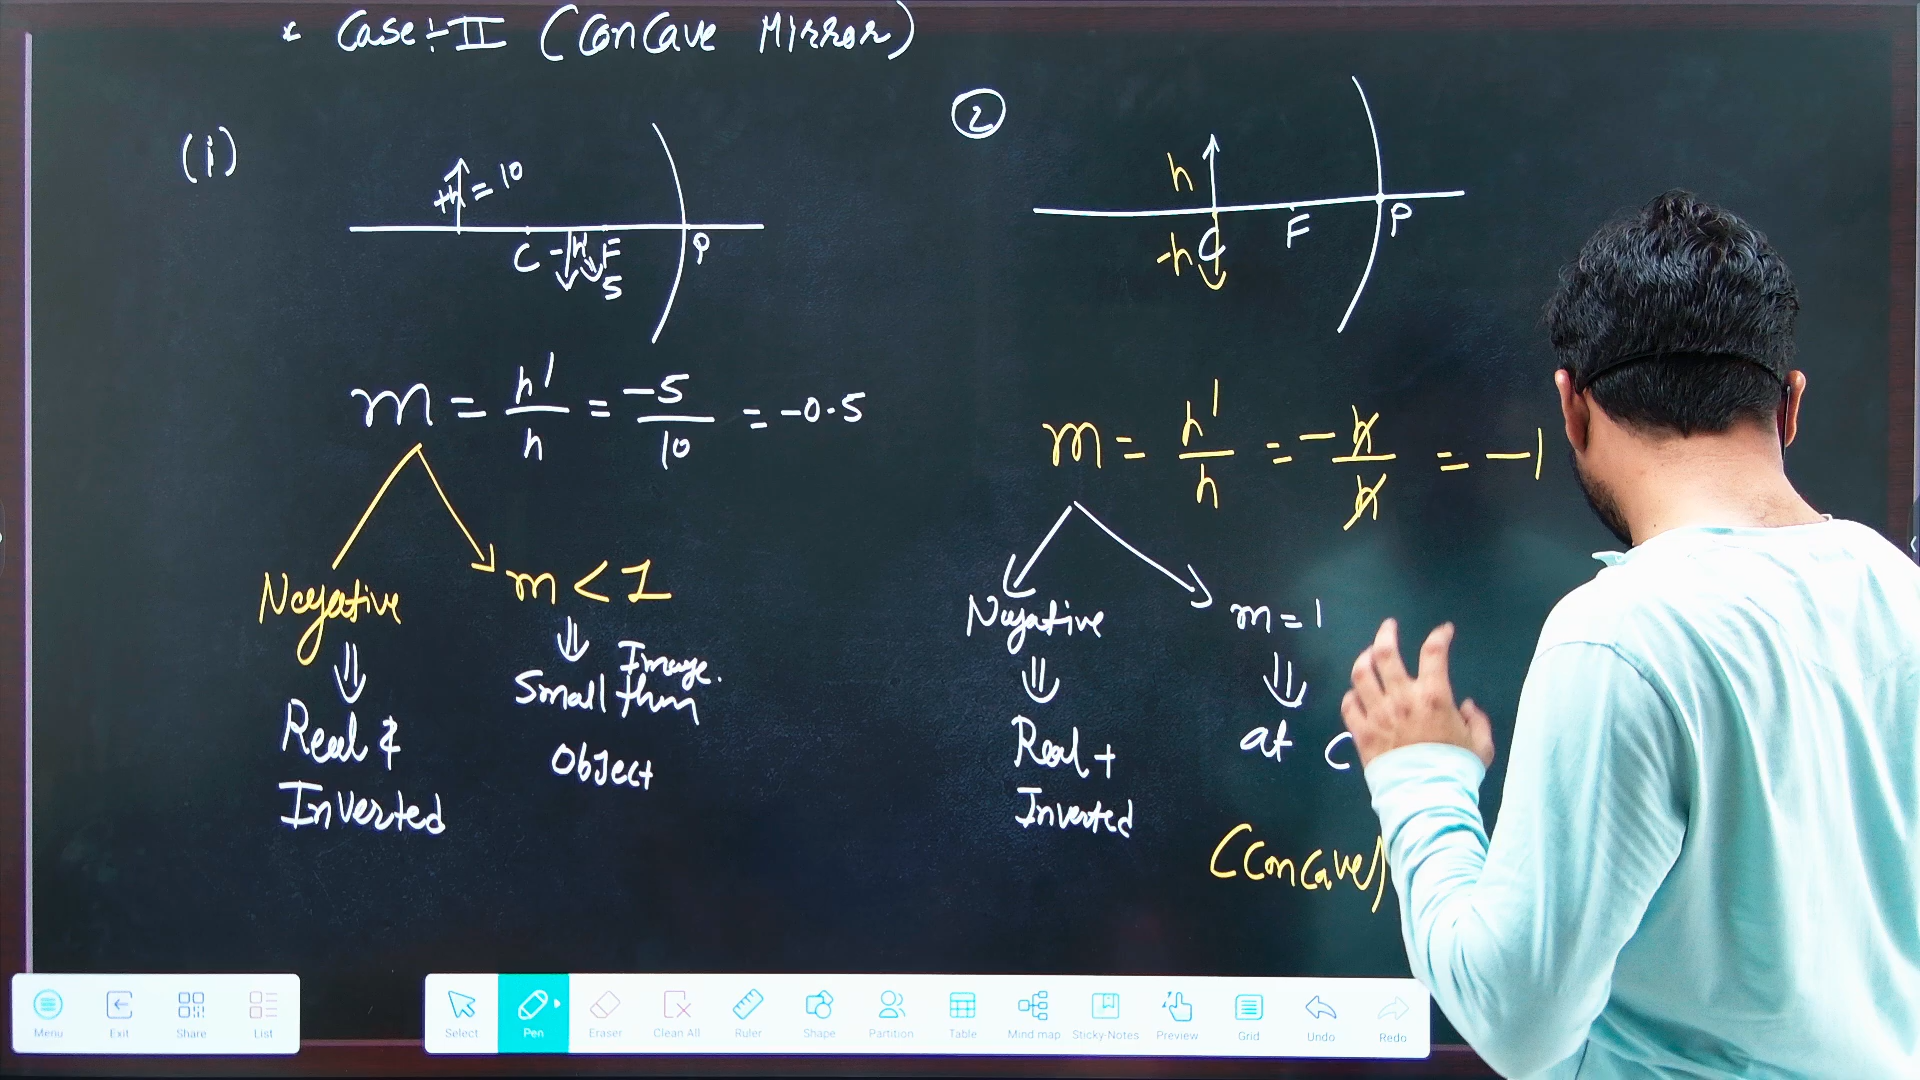 * Case:-II (Concave Mirror)
(i)
+h = 10
C -h' F P
5
m = h'/h = -5/10 = -0.5
Negative
m < 1
⇓
⇓
Image.
Small than
Object
Real &
Inverted
2
h
-h C F P
m = h'/h = -h/h = -1
Negative
m = 1
⇓
⇓
Real +
Inverted
at C
(Concave)
Menu Exit Share List
Select Pen Eraser Clean All Ruler Shape Partition Table Mind map Sticky-Notes Preview Grid Undo Redo